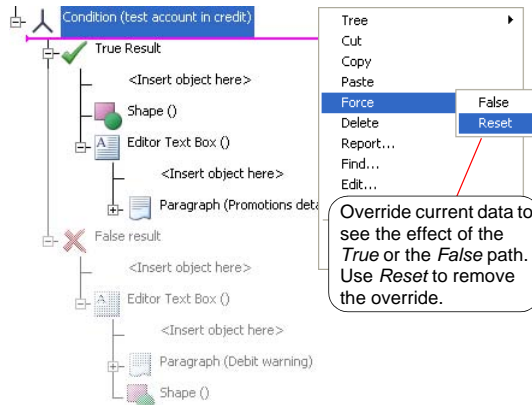 Condition (test account in credit)
True Result
<Insert object here>
Shape ()
Editor Text Box ()
<Insert object here>
Paragraph (Promotions deta
False result
<Insert object here>
Editor Text Box ()
<Insert object here>
Paragraph (Debit warning)
Shape ()
Tree
Cut
Copy
Paste
Force
Delete
Report...
Find...
Edit...
False
Reset
Override current data to
see the effect of the
True or the False path.
Use Reset to remove
the override.